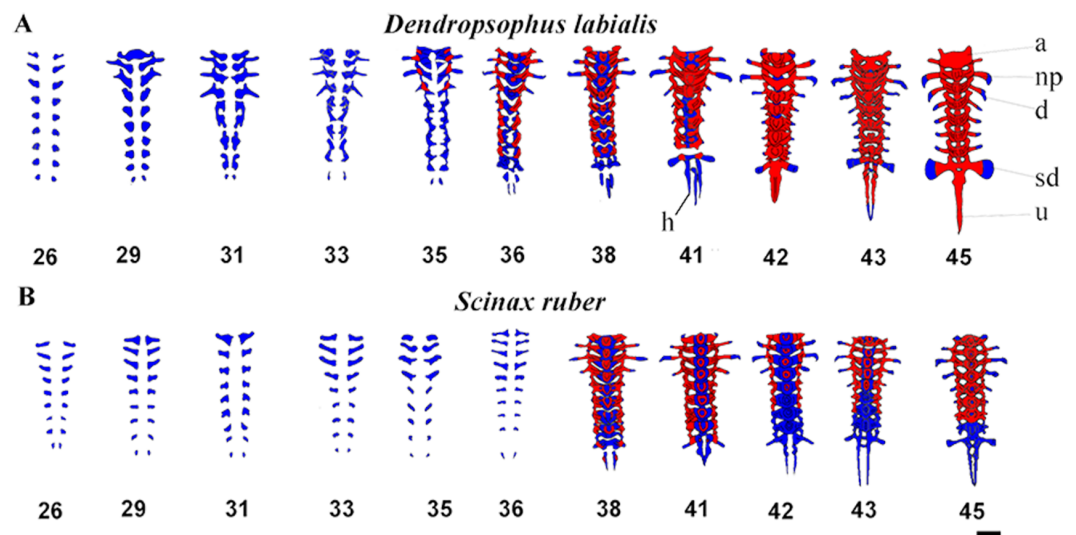 A
Dendropsophus labialis
a
np
d
sd
u
h
26 29 31 33 35 36 38 41 42 43 45
B
Scinax ruber
26 29 31 33 35 36 38 41 42 43 45